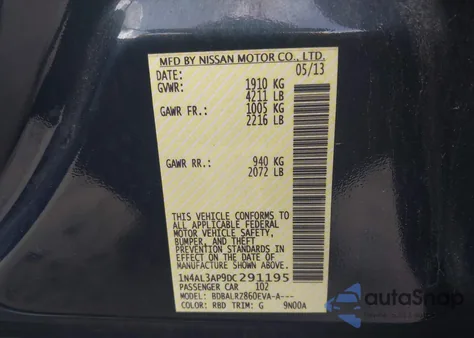 MFD BY NISSAN MOTOR CO., LTD.
DATE: 05/13
GVWR: 1910 KG
4211 LB
GAWR FR.: 1005 KG
2216 LB
GAWR RR.: 940 KG
2072 LB
THIS VEHICLE CONFORMS TO
ALL APPLICABLE FEDERAL
MOTOR VEHICLE SAFETY,
BUMPER, AND THEFT
PREVENTION STANDARDS IN
EFFECT ON THE DATE OF
MANUFACTURE SHOWN ABOVE.
1N4AL3AP9DC291195
PASSENGER CAR 102
MODEL: BDBALRZ860EVA-A---
COLOR: RBD TRIM: G 9N00A
autoSnap